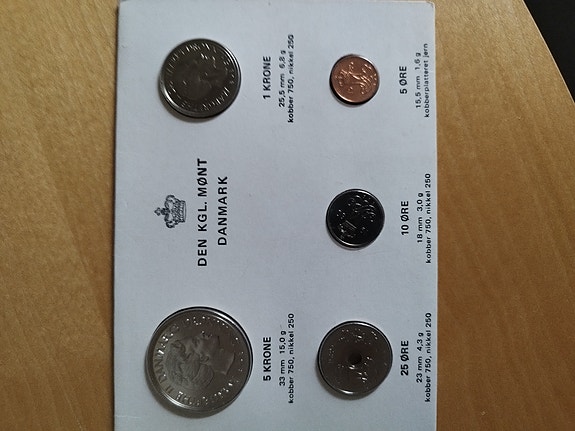 DEN KGL. MØNT
DANMARK
5 KRONE
33 mm 15,0 g
kobber 750, nikkel 250
1 KRONE
25,5 mm 6,8 g
kobber 750, nikkel 250
25 ØRE
23 mm 4,3 g
kobber 750, nikkel 250
10 ØRE
18 mm 3,0 g
kobber 750, nikkel 250
5 ØRE
15,5 mm 1,6 g
kobberplatteret jern